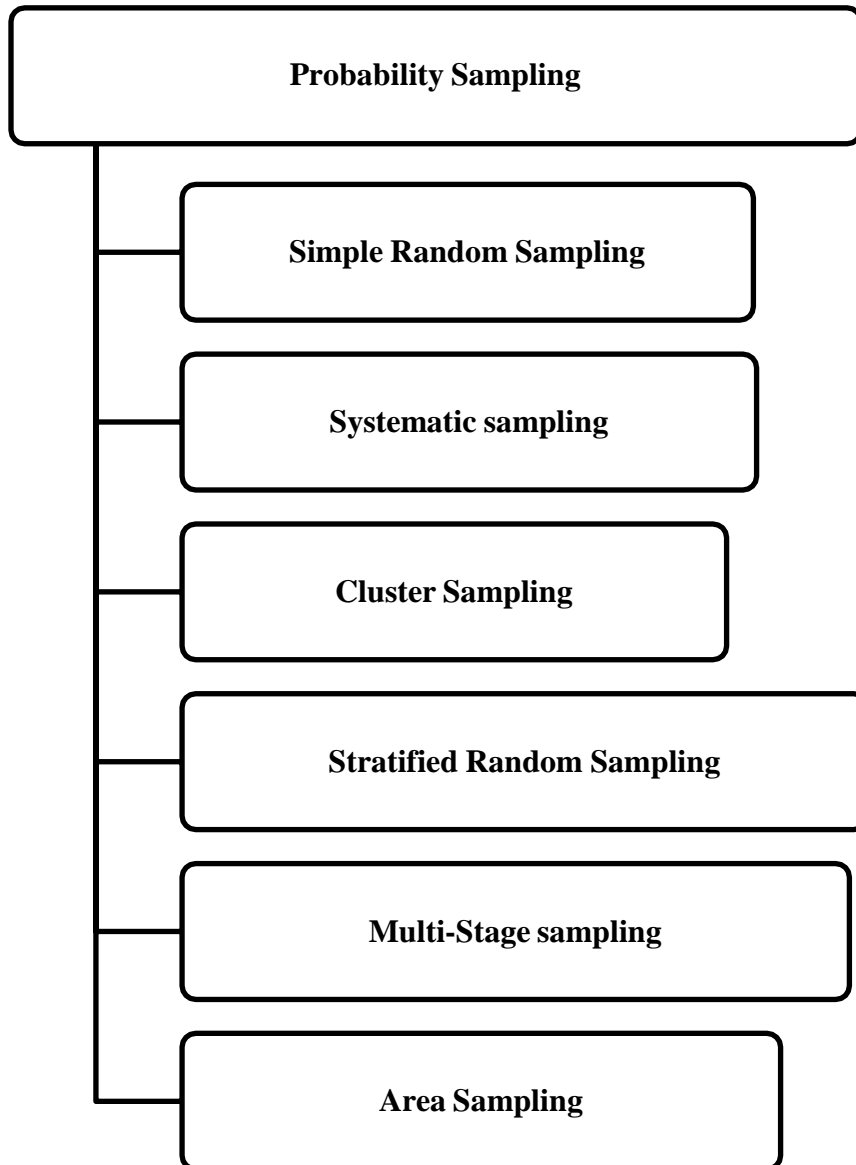 Probability Sampling
Simple Random Sampling
Systematic sampling
Cluster Sampling
Stratified Random Sampling
Multi-Stage sampling
Area Sampling